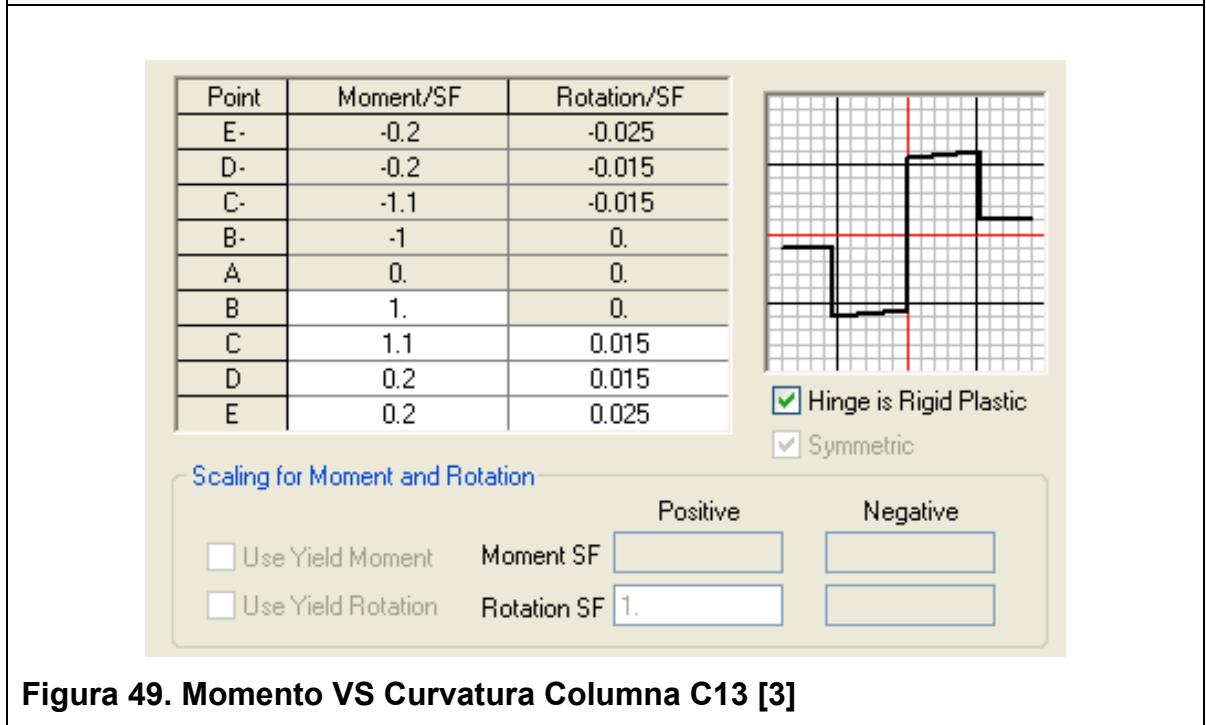 Point Moment/SF Rotation/SF
E- -0.2 -0.025
D- -0.2 -0.015
C- -1.1 -0.015
B- -1 0.
A 0. 0.
B 1. 0.
C 1.1 0.015
D 0.2 0.015
E 0.2 0.025
Hinge is Rigid Plastic
Symmetric
Scaling for Moment and Rotation
Positive Negative
Use Yield Moment Moment SF
Use Yield Rotation Rotation SF 1.
Figura 49. Momento VS Curvatura Columna C13 [3]